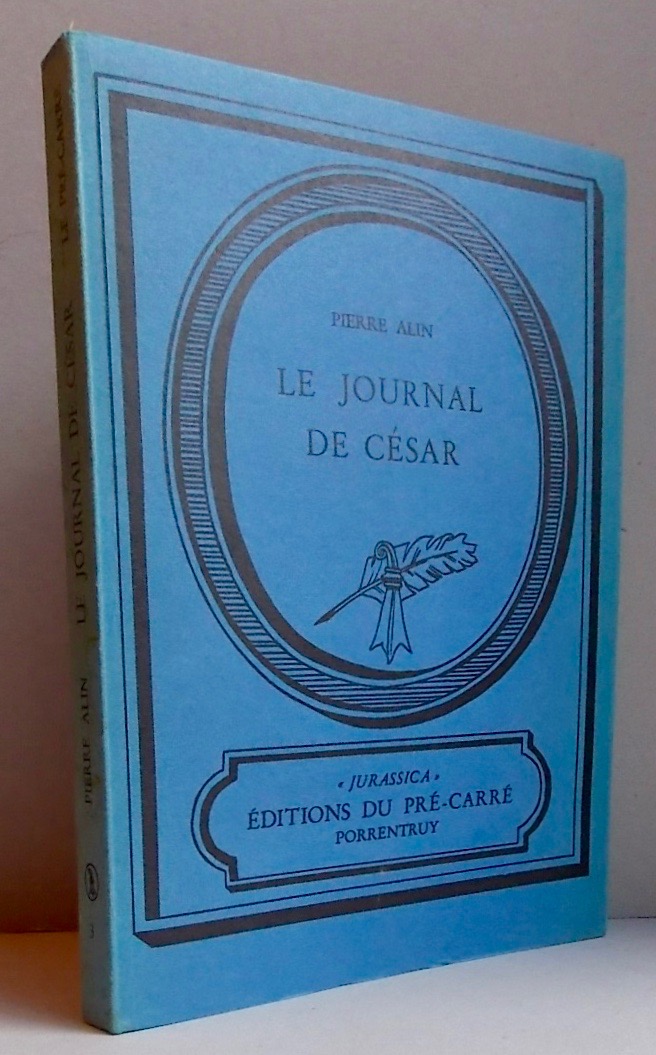 PIERRE ALIN
LE JOURNAL
DE CÉSAR
« JURASSICA »
ÉDITIONS DU PRÉ-CARRÉ
PORRENTRUY
3
PIERRE ALIN LE JOURNAL DE CÉSAR LE PRÉ-CARRÉ